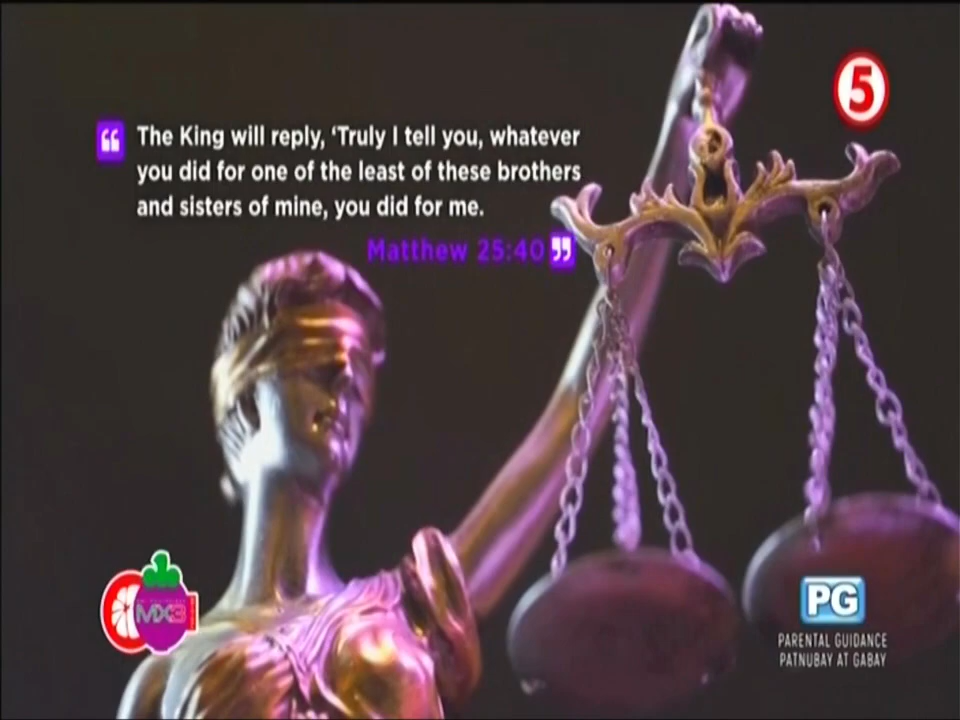 5
“ The King will reply, ‘Truly I tell you, whatever
you did for one of the least of these brothers
and sisters of mine, you did for me.
Matthew 25:40 ”
MX3
PG
PARENTAL GUIDANCE
PATNUBAY AT GABAY